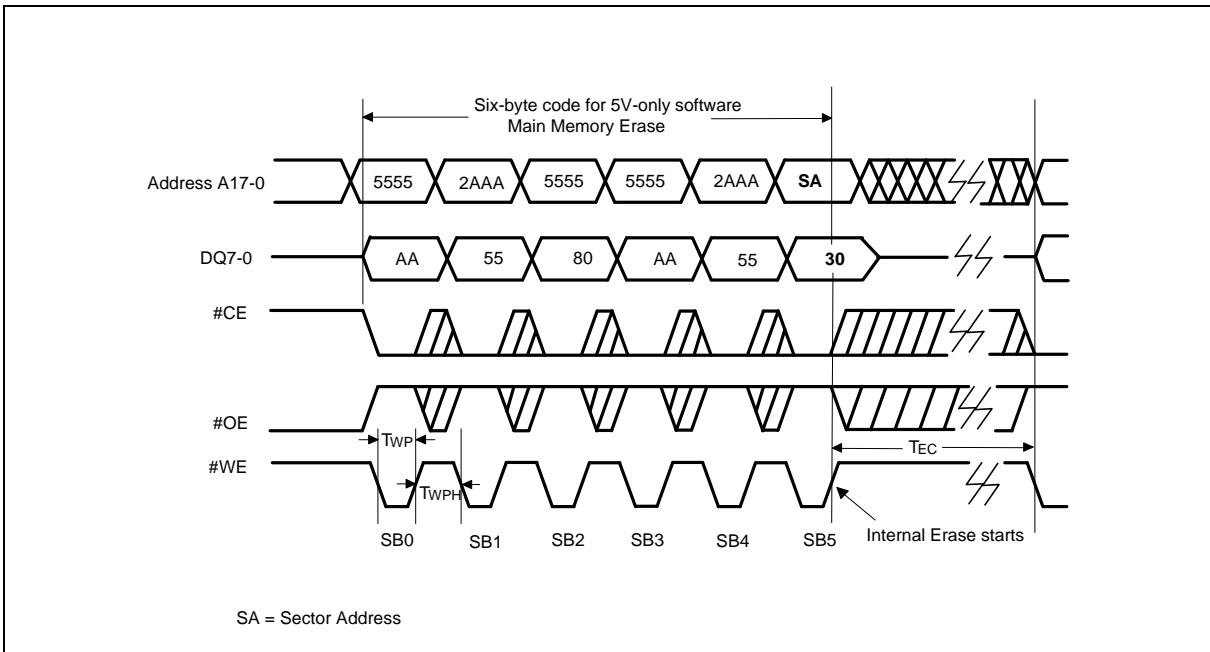 Six-byte code for 5V-only software
Main Memory Erase
Address A17-0
5555
2AAA
5555
5555
2AAA
SA
DQ7-0
AA
55
80
AA
55
30
#CE
#OE
TWP
TEC
#WE
TWPH
Internal Erase starts
SB0
SB1
SB2
SB3
SB4
SB5
SA = Sector Address